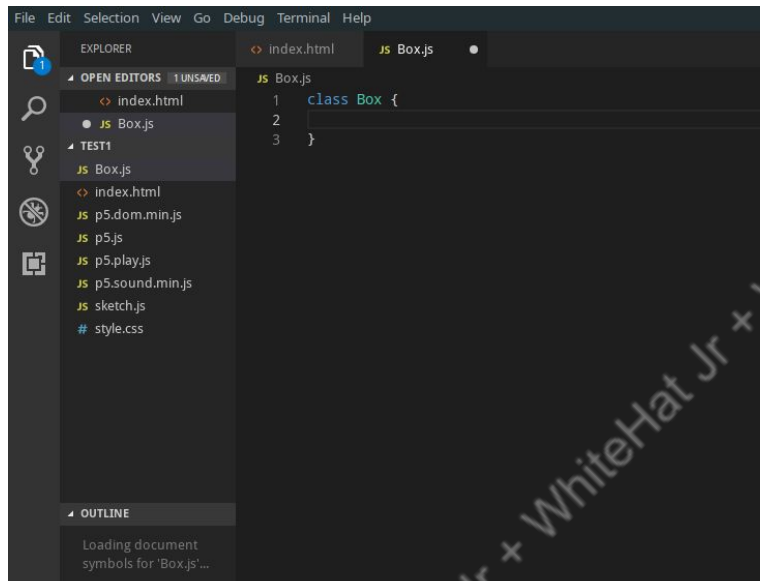 File Edit Selection View Go Debug Terminal Help
EXPLORER
OPEN EDITORS 1 UNSAVED
<> index.html
JS Box.js
TEST1
JS Box.js
<> index.html
JS p5.dom.min.js
JS p5.js
JS p5.play.js
JS p5.sound.min.js
JS sketch.js
# style.css
OUTLINE
Loading document
symbols for 'Box.js'...
1
<> index.html JS Box.js
JS Box.js
1 class Box {
2
3 }
Jr + WhiteHat Jr +